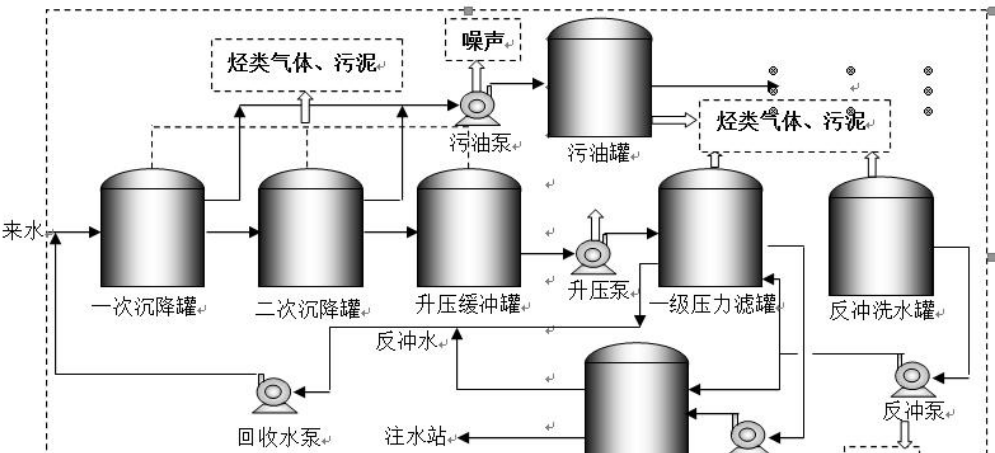 噪声
烃类气体、污泥
污油泵
污油罐
烃类气体、污泥
来水
一次沉降罐
二次沉降罐
升压缓冲罐
升压泵
一级压力滤罐
反冲洗水罐
反冲水
回收水泵
注水站
反冲泵